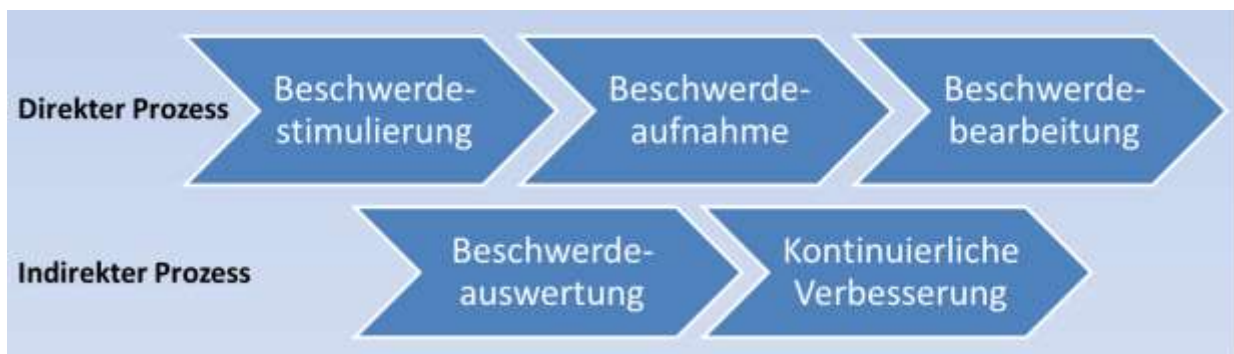 Direkter Prozess
Beschwerde-
stimulierung
Beschwerde-
aufnahme
Beschwerde-
bearbeitung
Indirekter Prozess
Beschwerde-
auswertung
Kontinuierliche
Verbesserung